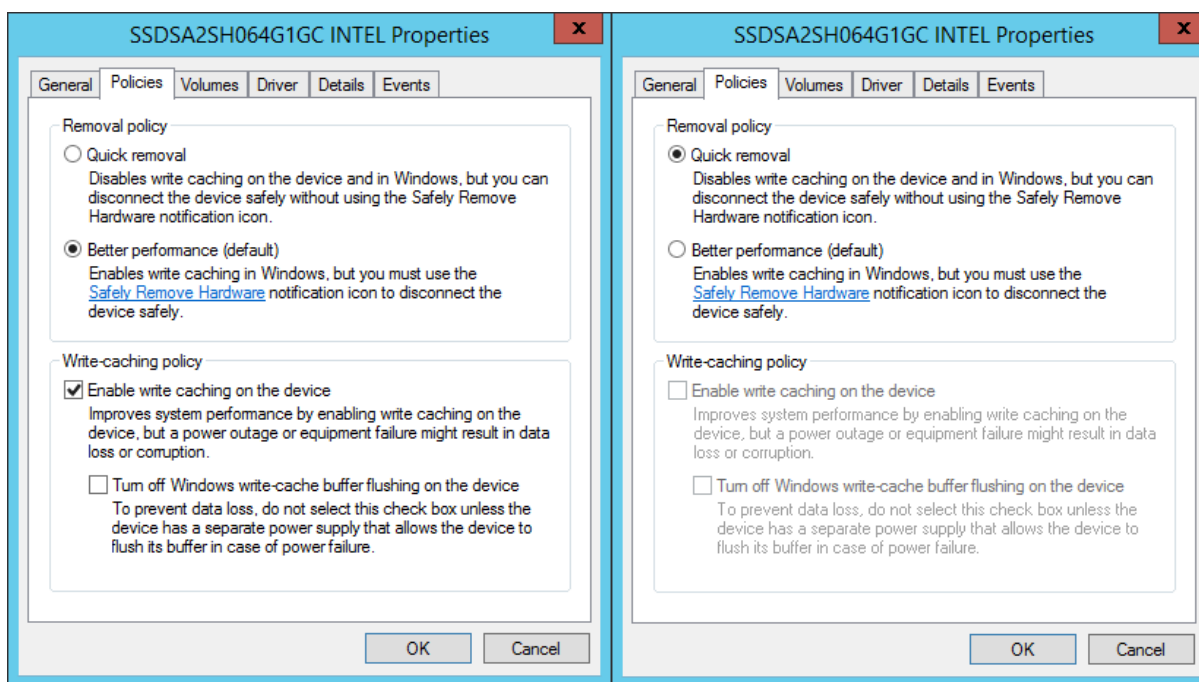 SSDSA2SH064G1GC INTEL Properties
x
General Policies Volumes Driver Details Events
Removal policy
Quick removal
Disables write caching on the device and in Windows, but you can
disconnect the device safely without using the Safely Remove
Hardware notification icon.
Better performance (default)
Enables write caching in Windows, but you must use the
Safely Remove Hardware notification icon to disconnect the
device safely.
Write-caching policy
Enable write caching on the device
Improves system performance by enabling write caching on the
device, but a power outage or equipment failure might result in data
loss or corruption.
Turn off Windows write-cache buffer flushing on the device
To prevent data loss, do not select this check box unless the
device has a separate power supply that allows the device to
flush its buffer in case of power failure.
OK Cancel
SSDSA2SH064G1GC INTEL Properties
x
General Policies Volumes Driver Details Events
Removal policy
Quick removal
Disables write caching on the device and in Windows, but you can
disconnect the device safely without using the Safely Remove
Hardware notification icon.
Better performance (default)
Enables write caching in Windows, but you must use the
Safely Remove Hardware notification icon to disconnect the
device safely.
Write-caching policy
Enable write caching on the device
Improves system performance by enabling write caching on the
device, but a power outage or equipment failure might result in data
loss or corruption.
Turn off Windows write-cache buffer flushing on the device
To prevent data loss, do not select this check box unless the
device has a separate power supply that allows the device to
flush its buffer in case of power failure.
OK Cancel